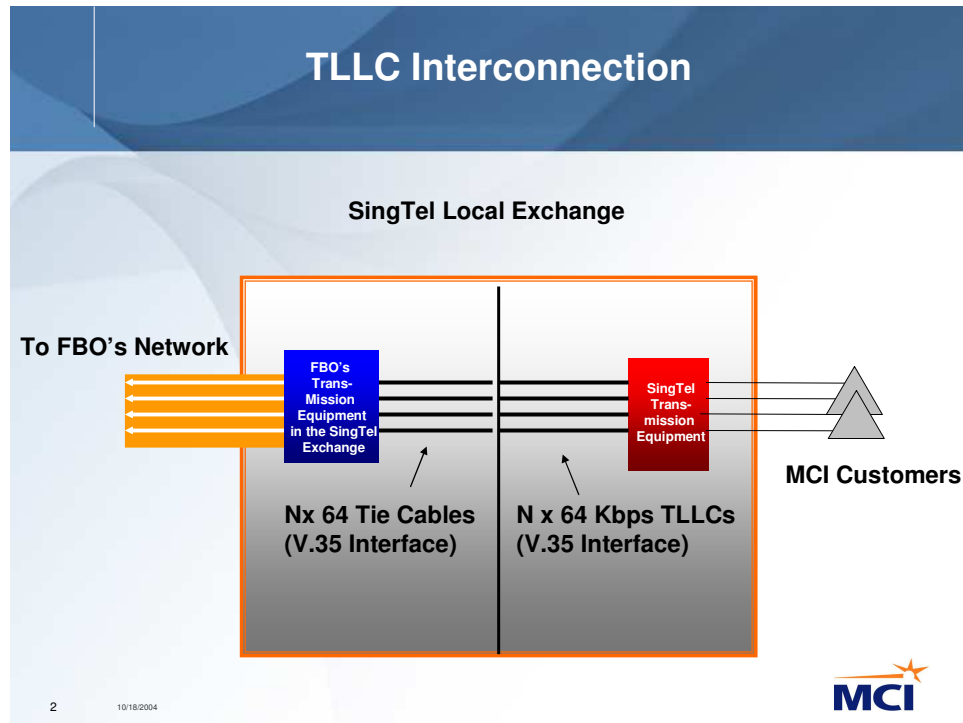 TLLC Interconnection
SingTel Local Exchange
To FBO's Network
FBO's
Trans-
Mission
Equipment
in the SingTel
Exchange
SingTel
Trans-
mission
Equipment
MCI Customers
Nx 64 Tie Cables
(V.35 Interface)
N x 64 Kbps TLLCs
(V.35 Interface)
2
10/18/2004
MCI